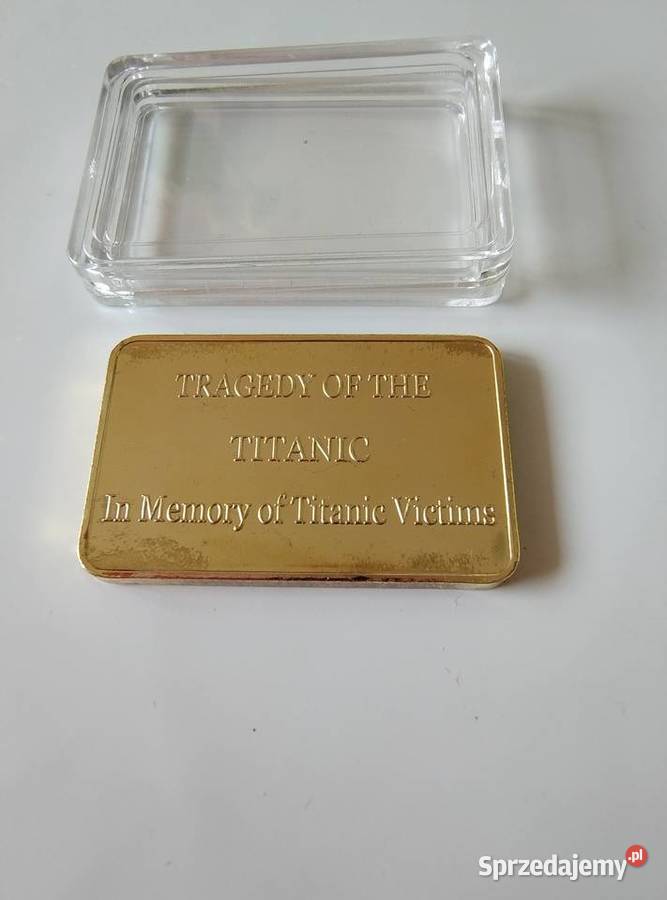 TRAGEDY OF THE
TITANIC
In Memory of Titanic Victims
Sprzedajemy.pl